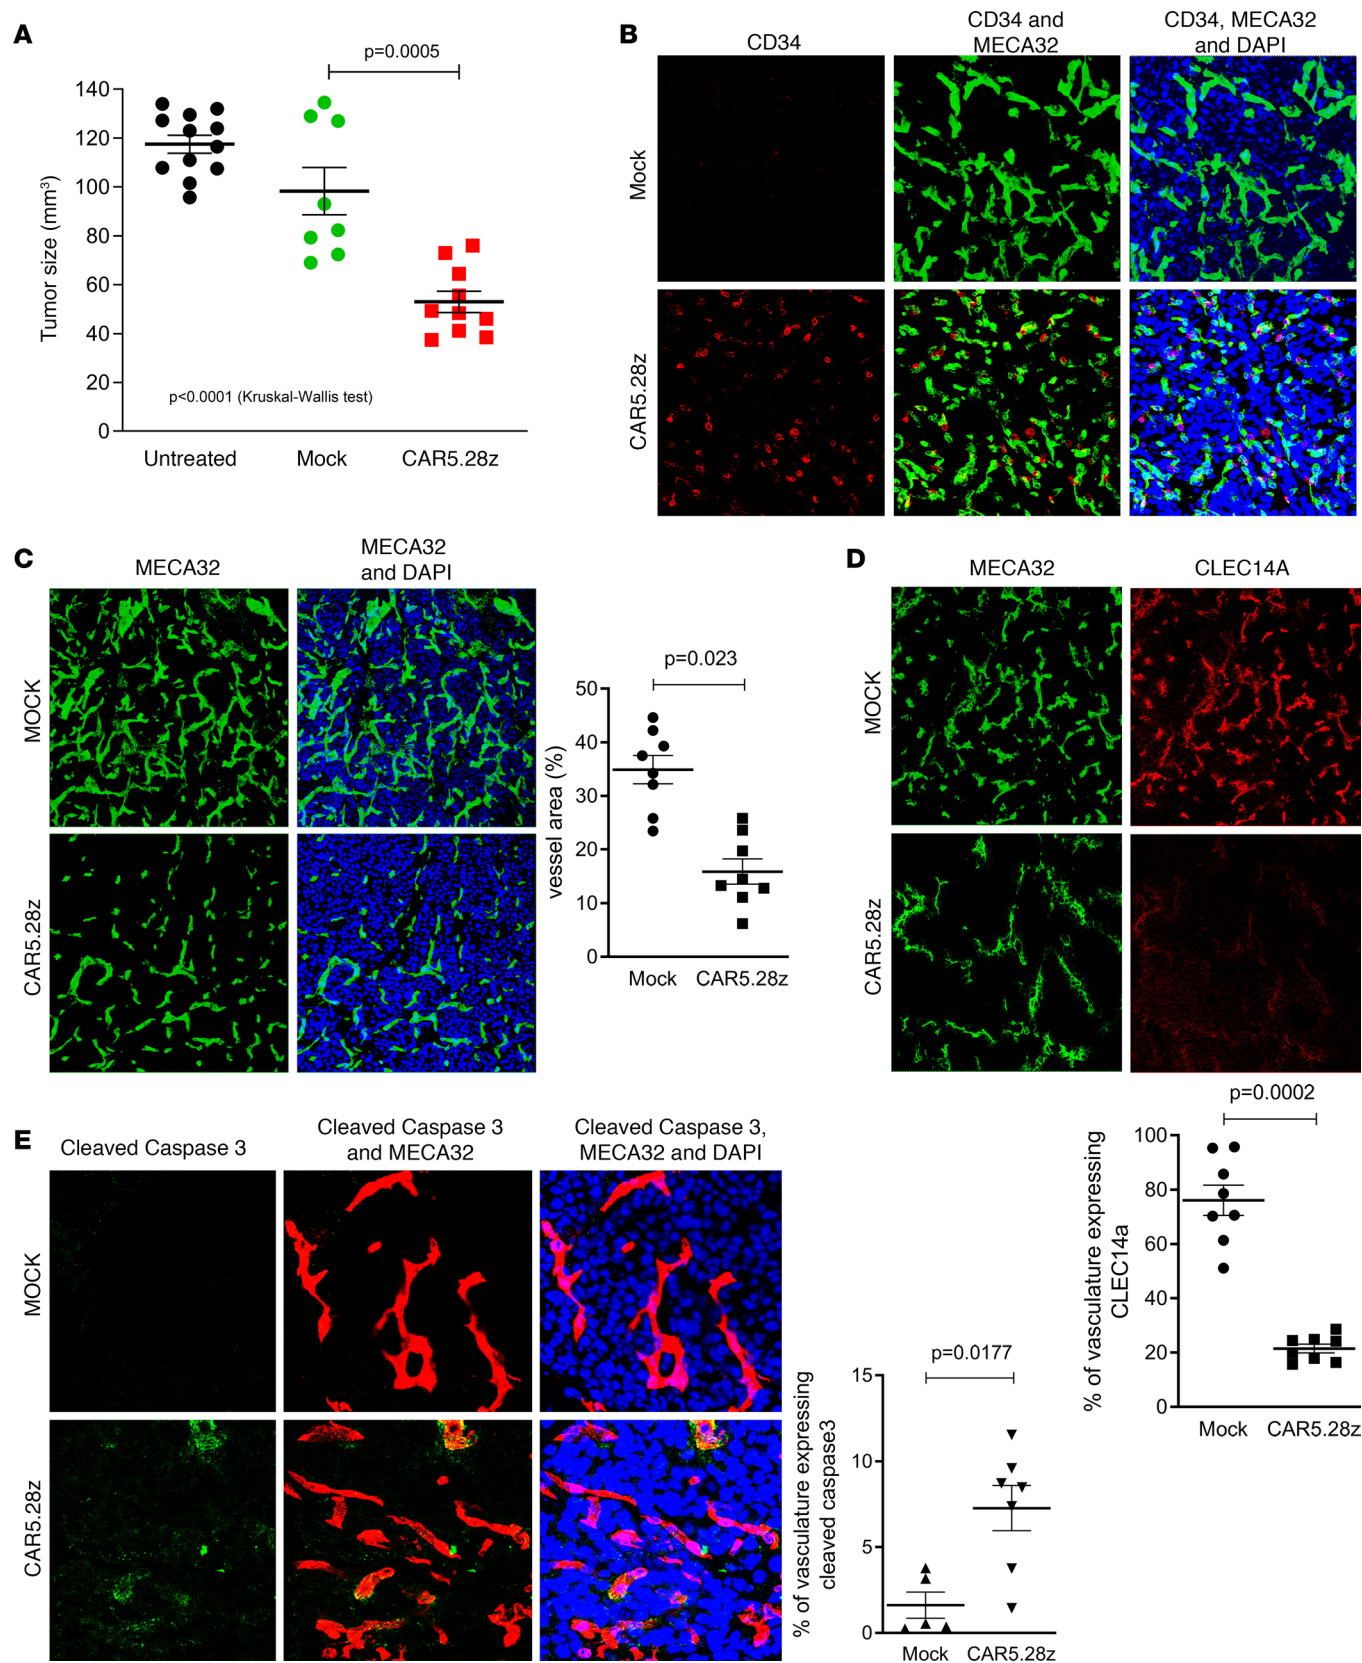 A
p=0.0005
140
120
100
80
60
40
20
0
Tumor size (mm³)
p<0.0001 (Kruskal-Wallis test)
Untreated
Mock
CAR5.28z
B
CD34
CD34 and
MECA32
CD34, MECA32
and DAPI
Mock
CAR5.28z
C
MECA32
MECA32
and DAPI
MOCK
CAR5.28z
p=0.023
50
40
30
20
10
0
vessel area (%)
Mock
CAR5.28z
D
MECA32
CLEC14A
MOCK
CAR5.28z
p=0.0002
100
80
60
40
20
0
% of vasculature expressing
CLEC14a
Mock
CAR5.28z
E
Cleaved Caspase 3
Cleaved Caspase 3
and MECA32
Cleaved Caspase 3,
MECA32 and DAPI
MOCK
CAR5.28z
p=0.0177
15
10
5
0
% of vasculature expressing
cleaved caspase3
Mock
CAR5.28z